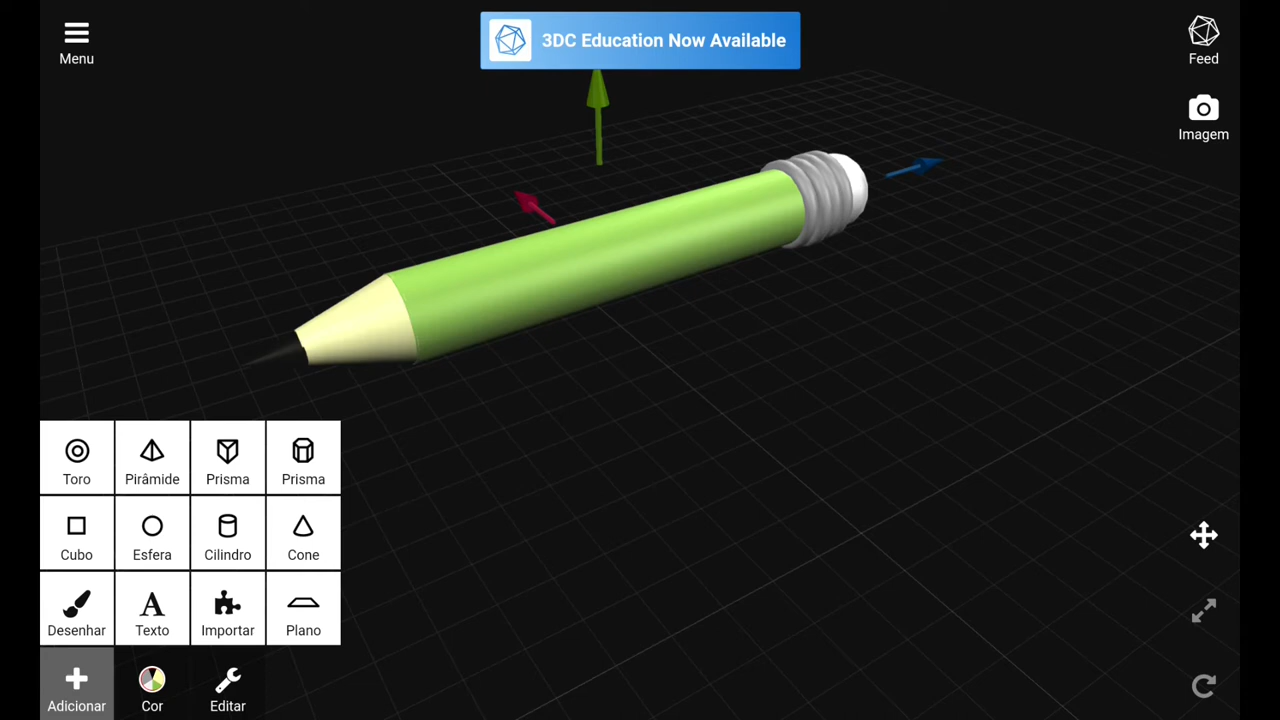 Menu
3DC Education Now Available
Feed
Imagem
Toro
Pirâmide
Prisma
Prisma
Cubo
Esfera
Cilindro
Cone
Desenhar
A
Texto
Importar
Plano
Adicionar
Cor
Editar